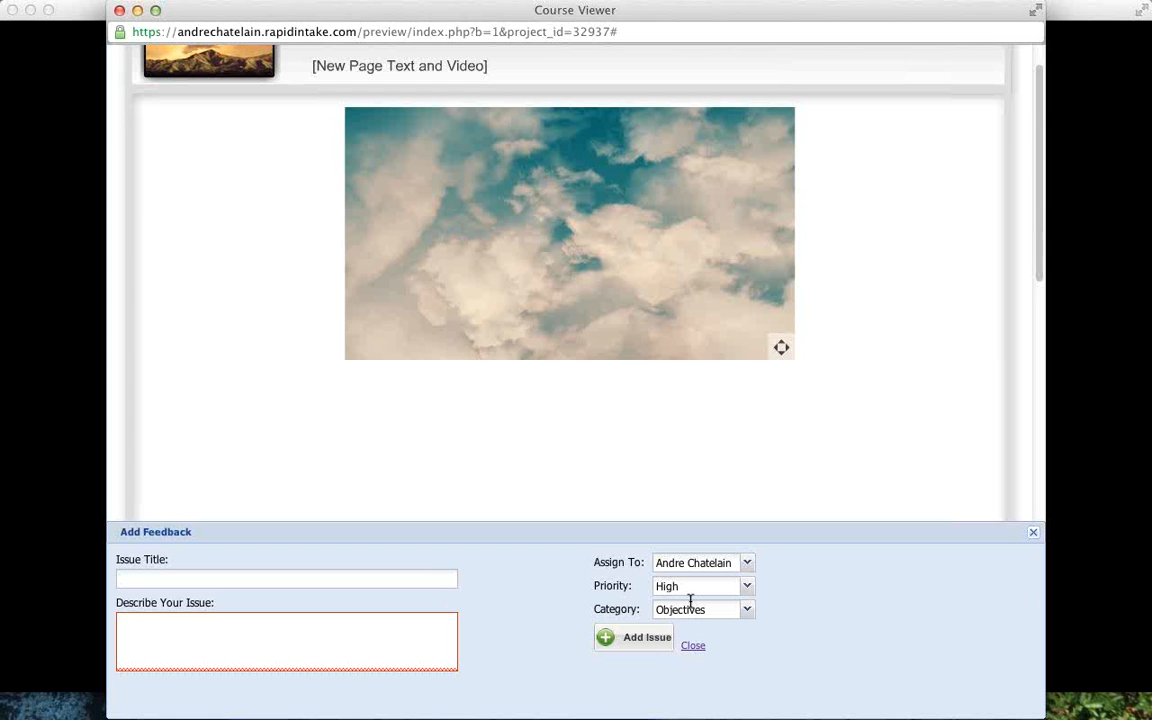 Course Viewer
https://andrechatelain.rapidintake.com/preview/index.php?b=1&project_id=32937#
[New Page Text and Video]
Add Feedback
Issue Title:
Describe Your Issue:
Assign To: Andre Chatelain
Priority: High
Category: Objectives
Add Issue Close